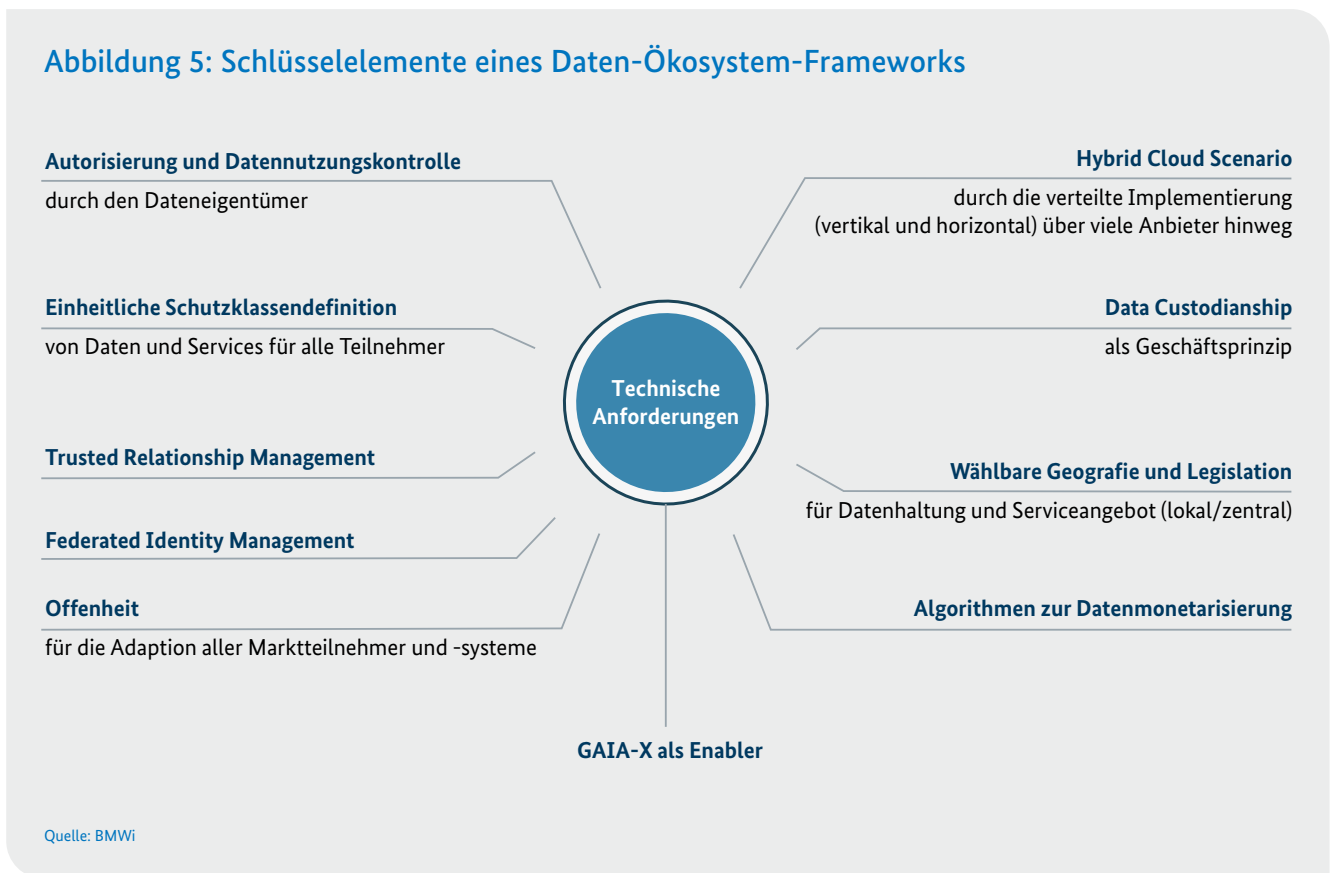 Abbildung 5: Schlüsselelemente eines Daten-Ökosystem-Frameworks
Autorisierung und Datennutzungskontrolle
durch den Dateneigentümer
Einheitliche Schutzklassendefinition
von Daten und Services für alle Teilnehmer
Trusted Relationship Management
Federated Identity Management
Offenheit
für die Adaption aller Marktteilnehmer und -systeme
Technische
Anforderungen
Hybrid Cloud Scenario
durch die verteilte Implementierung
(vertikal und horizontal) über viele Anbieter hinweg
Data Custodianship
als Geschäftsprinzip
Wählbare Geografie und Legislation
für Datenhaltung und Serviceangebot (lokal/zentral)
Algorithmen zur Datenmonetarisierung
GAIA-X als Enabler
Quelle: BMWi